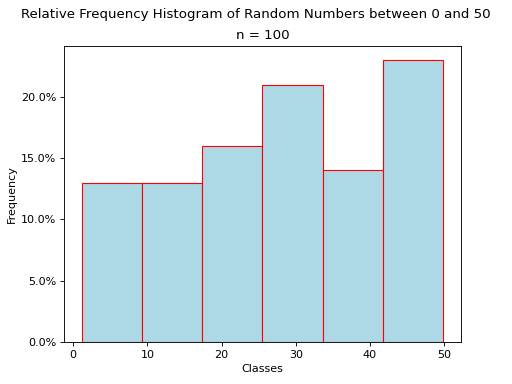 Relative Frequency Histogram of Random Numbers between 0 and 50
n = 100
20.0%
15.0%
10.0%
5.0%
0.0%
Frequency
0 10 20 30 40 50
Classes